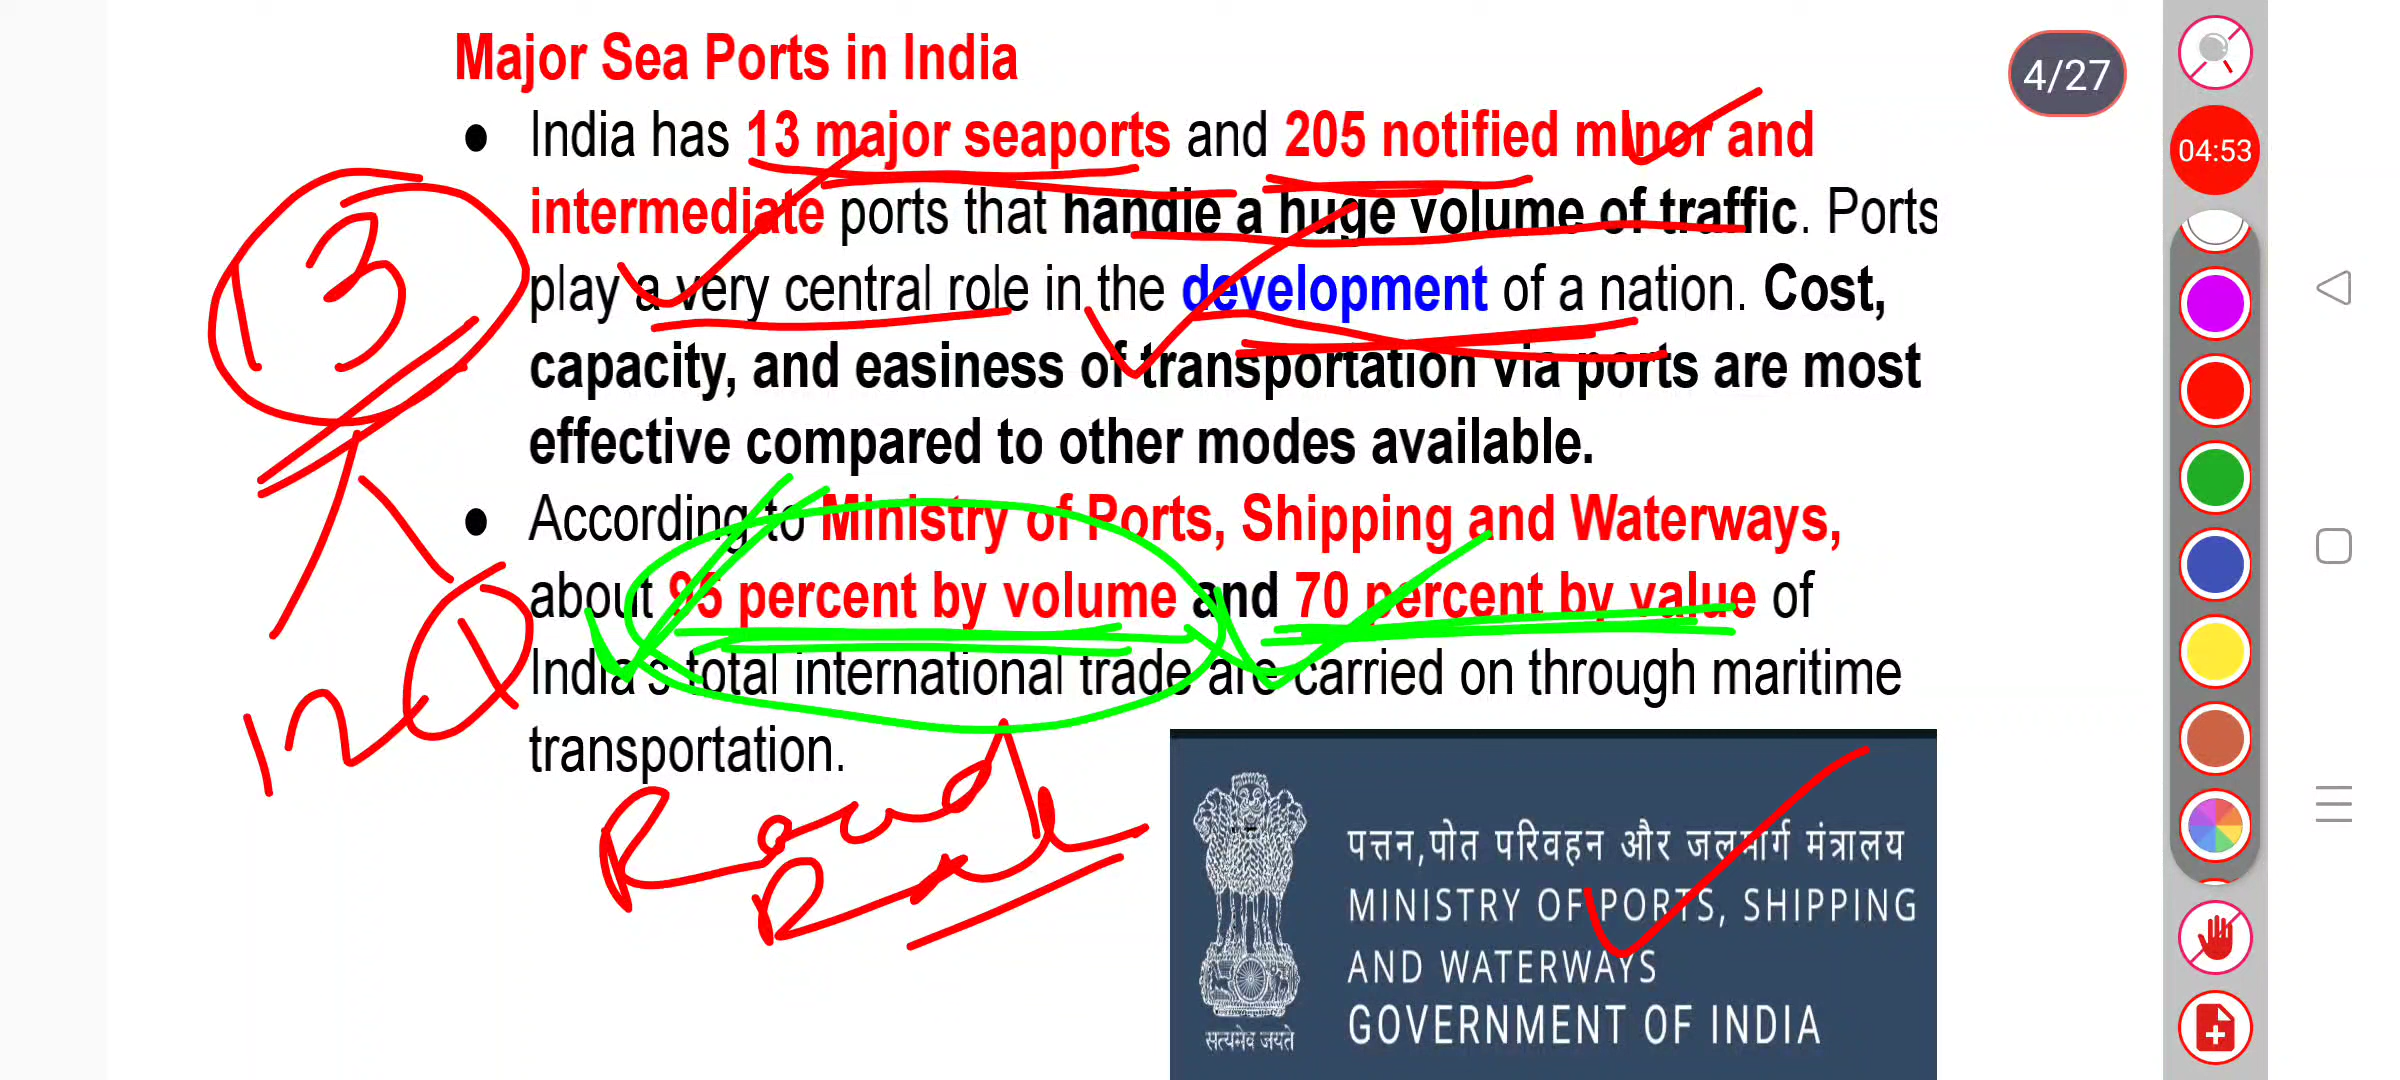 Major Sea Ports in India
4/27
04:53
● India has 13 major seaports and 205 notified minor and
intermediate ports that handle a huge volume of traffic. Ports
play a very central role in the development of a nation. Cost,
capacity, and easiness of transportation via ports are most
effective compared to other modes available.
● According to Ministry of Ports, Shipping and Waterways,
about 95 percent by volume and 70 percent by value of
India's total international trade are carried on through maritime
transportation.
13
12
1
Road
पत्तन,पोत परिवहन और जलमार्ग मंत्रालय
MINISTRY OF PORTS, SHIPPING
AND WATERWAYS
GOVERNMENT OF INDIA
सत्यमेव जयते